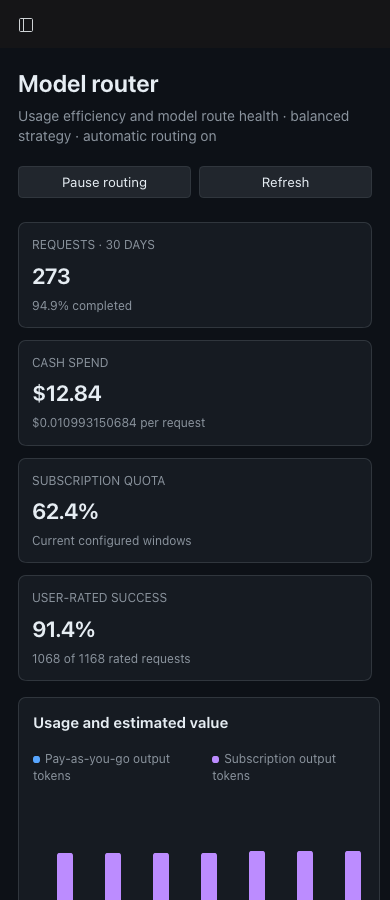 Model router
Usage efficiency and model route health · balanced
strategy · automatic routing on
Pause routing
Refresh
REQUESTS · 30 DAYS
273
94.9% completed
CASH SPEND
$12.84
$0.010993150684 per request
SUBSCRIPTION QUOTA
62.4%
Current configured windows
USER-RATED SUCCESS
91.4%
1068 of 1168 rated requests
Usage and estimated value
Pay-as-you-go output
tokens
Subscription output
tokens